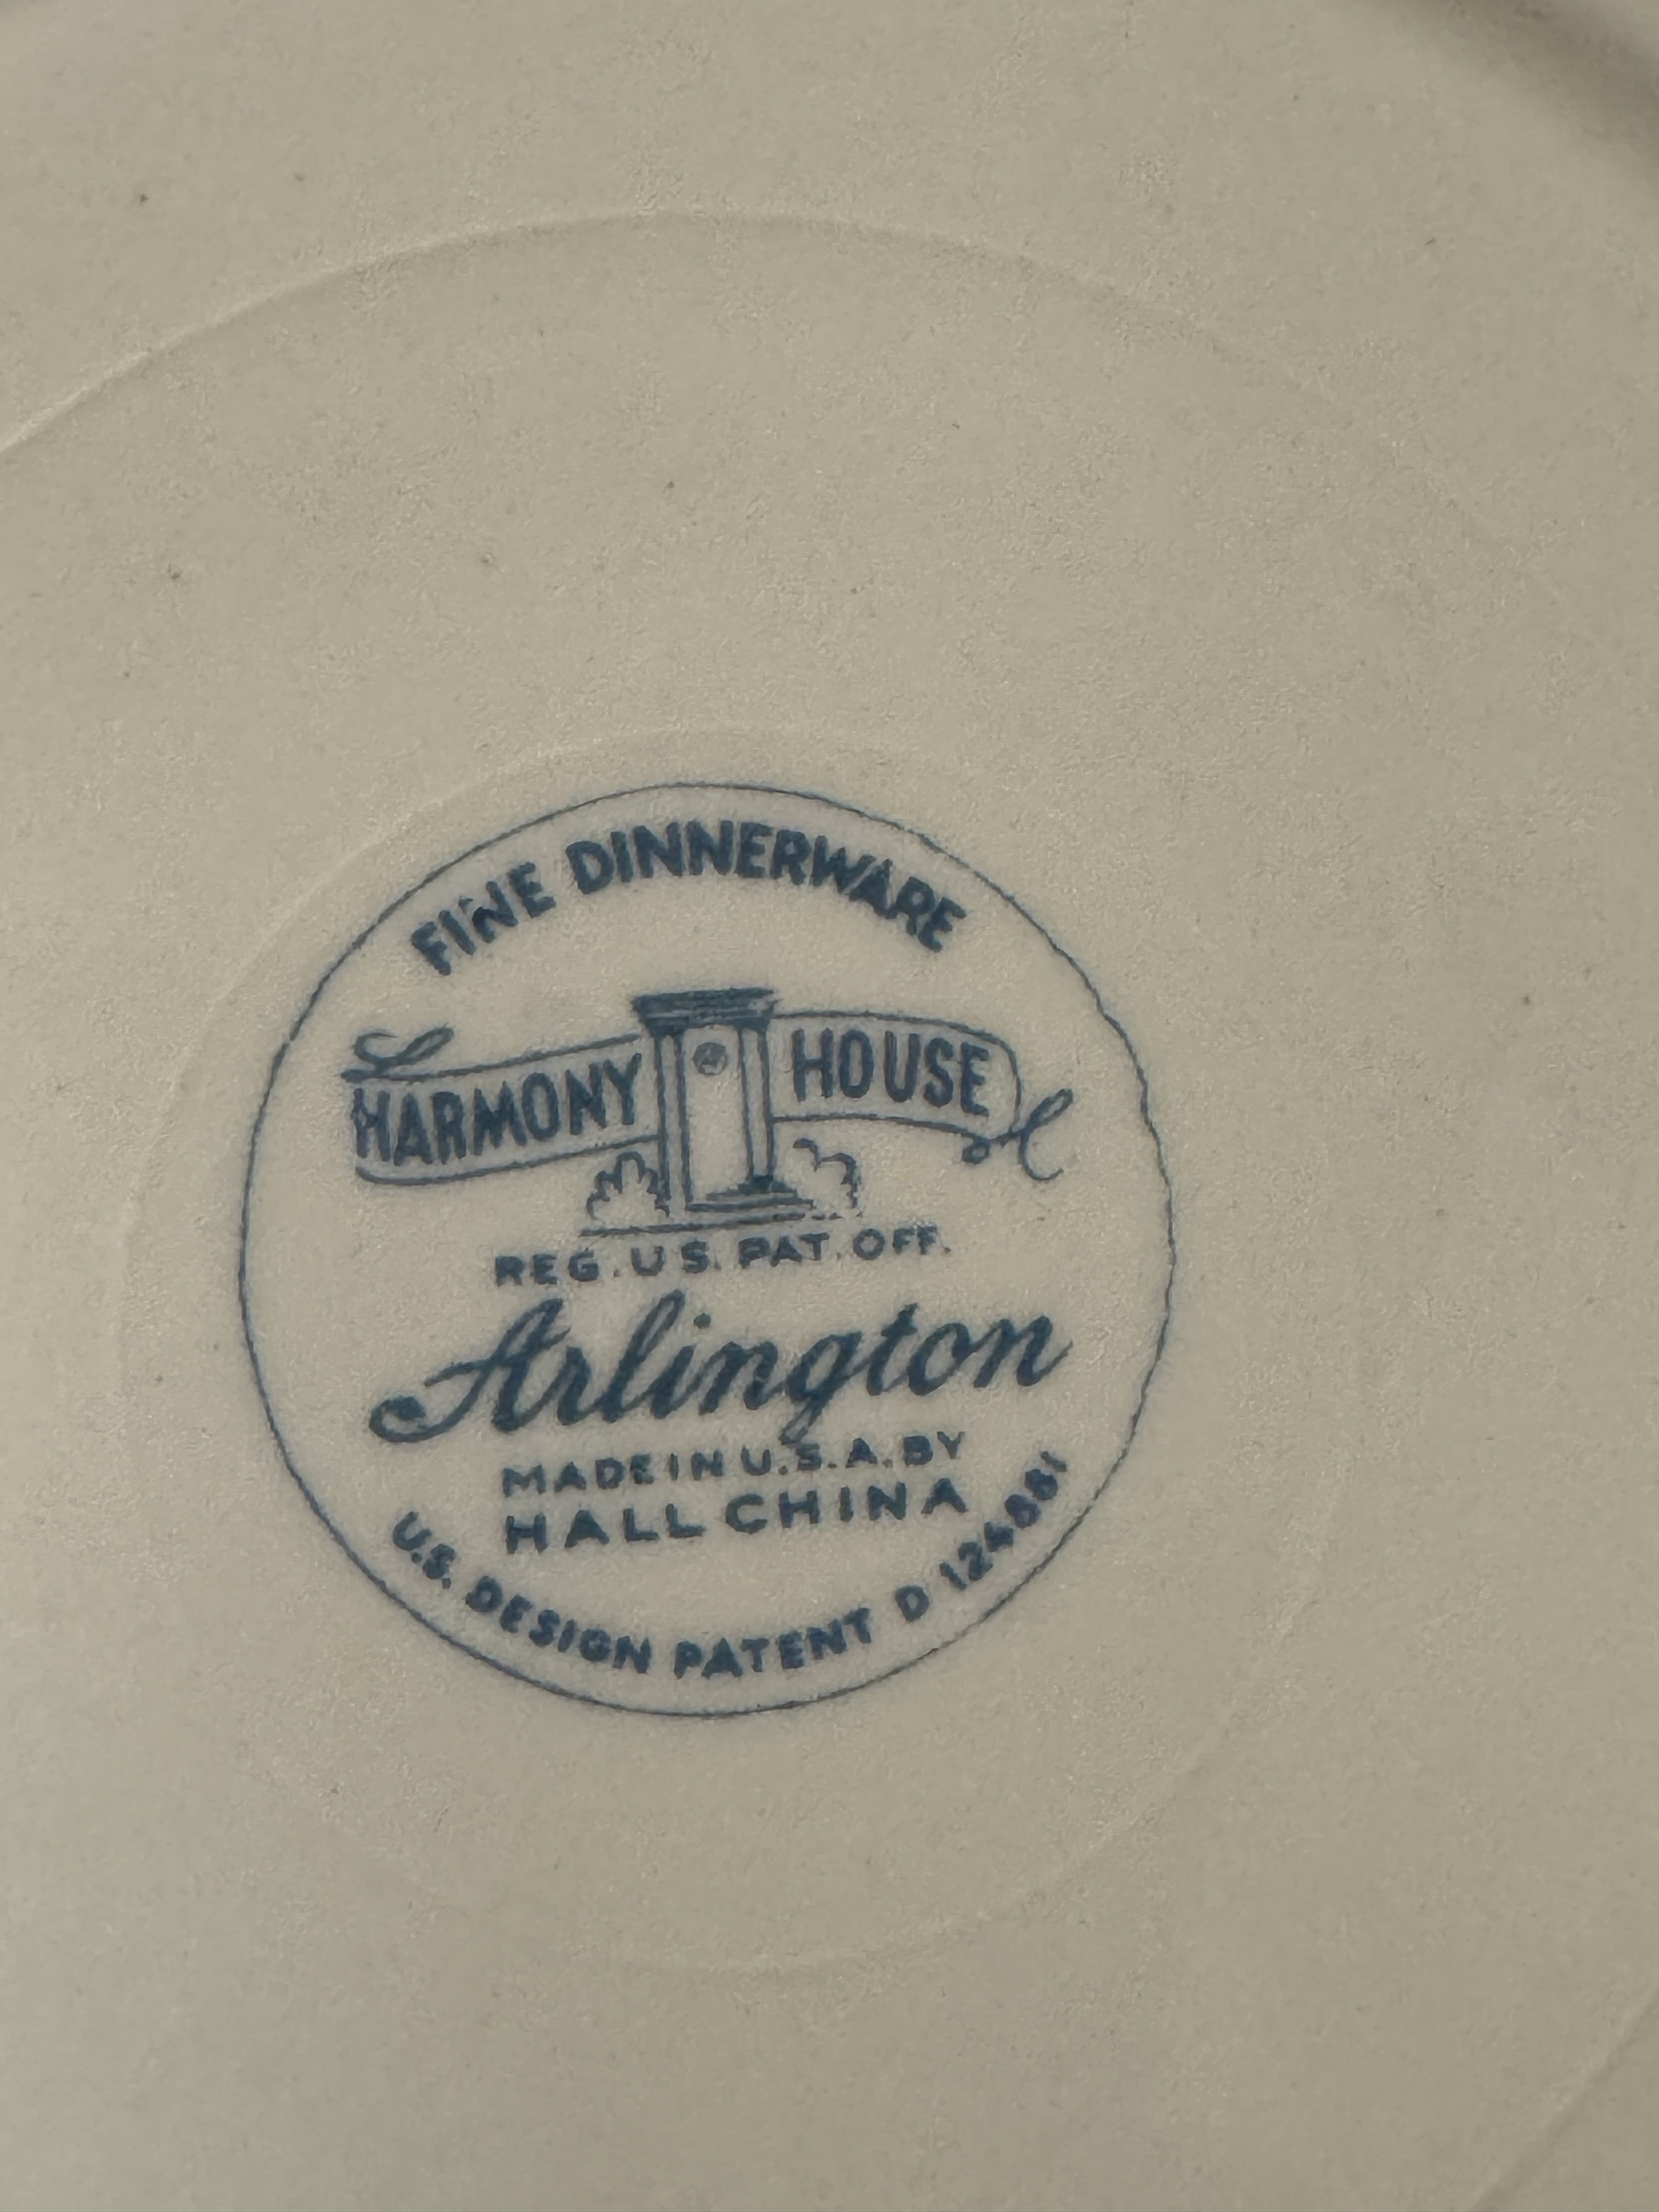 FINE DINNERWARE
HARMONY HOUSE
REG. U.S. PAT. OFF.
Arlington
MADE IN U.S.A. BY
HALL CHINA
U.S. DESIGN PATENT D 124881